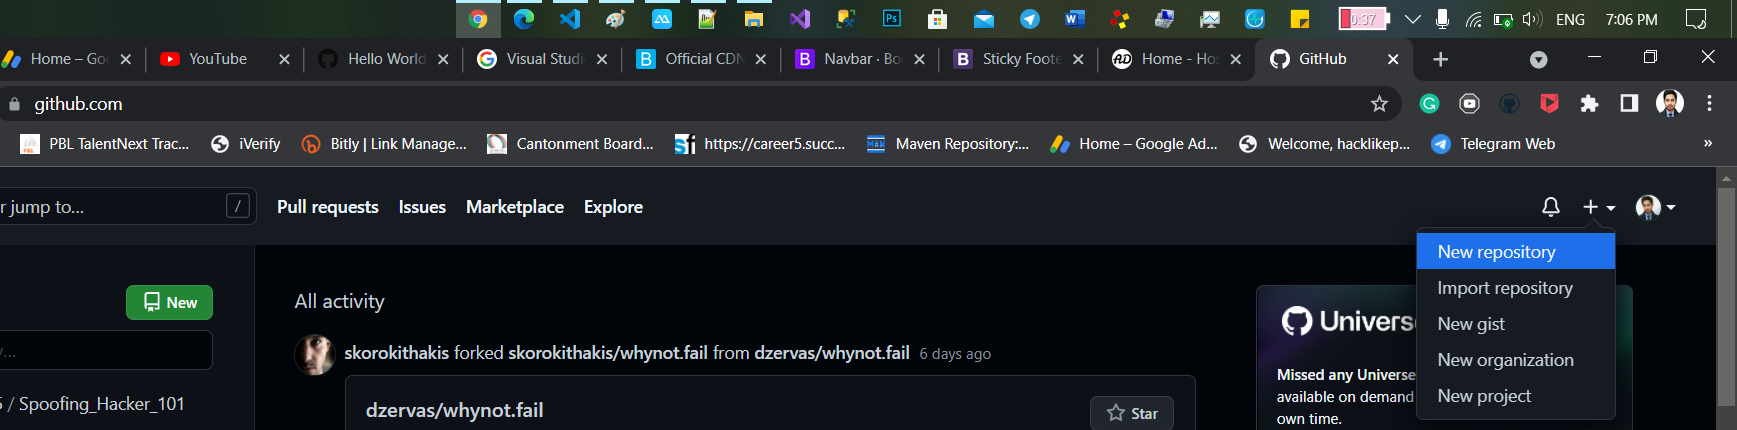 0:37 ENG 7:06 PM
Home – Goo YouTube Hello World Visual Studi Official CDN Navbar · Bo Sticky Foote Home - Hos GitHub
github.com
PBL TalentNext Trac... iVerify Bitly | Link Manage... Cantonment Board... https://career5.succ... Maven Repository:... Home – Google Ad... Welcome, hacklikep... Telegram Web »
r jump to... / Pull requests Issues Marketplace Explore
New repository
Import repository
New gist
New organization
New project
New
/ Spoofing_Hacker_101
All activity
skorokithakis forked skorokithakis/whynot.fail from dzervas/whynot.fail 6 days ago
dzervas/whynot.fail Star
Univers
Missed any Universe
available on demand
own time.